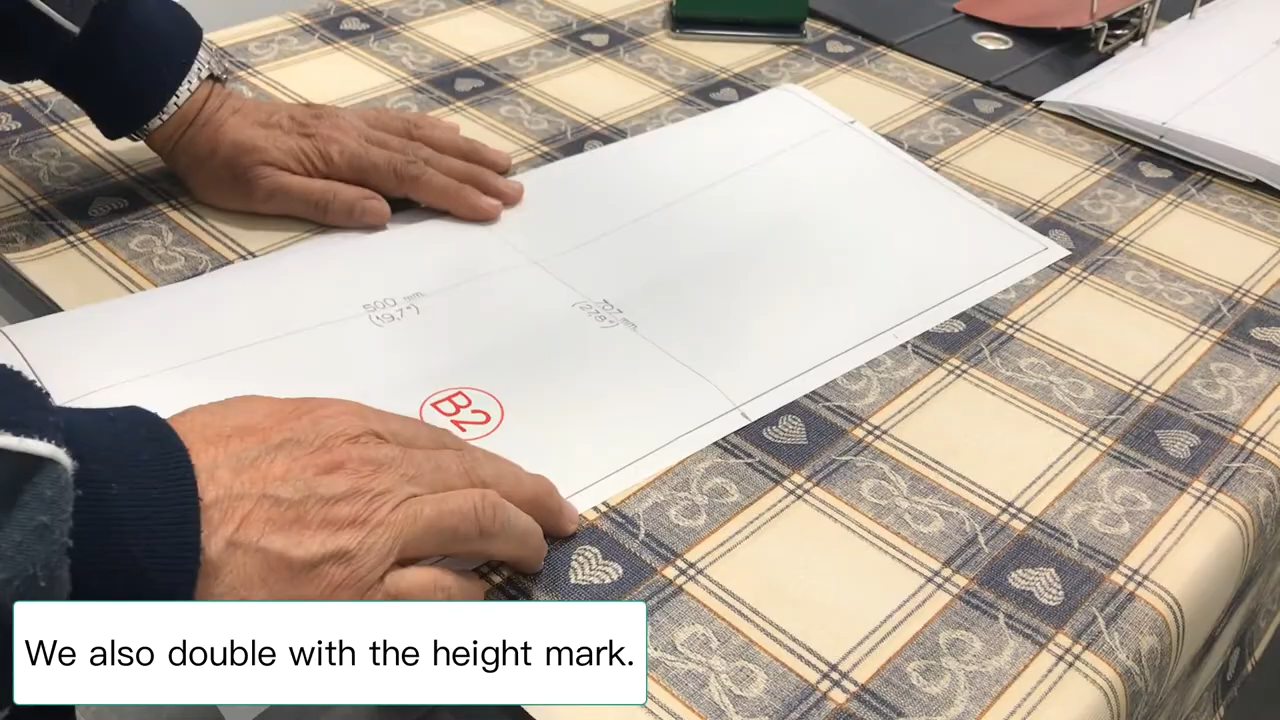 500 mm
(19,7")
707 mm
(27,8")
B2
We also double with the height mark.